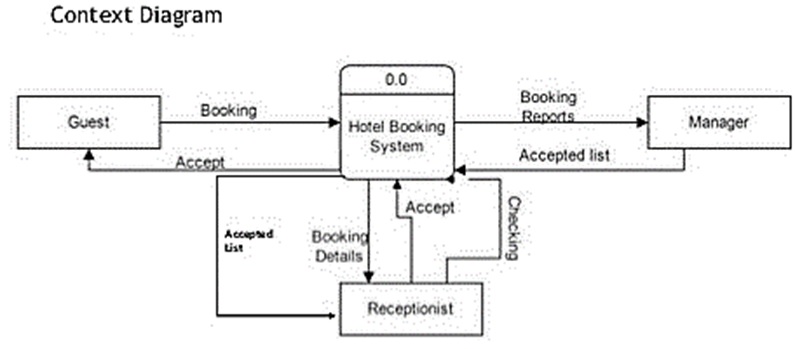 Context Diagram
0.0
Guest
Booking
Hotel Booking
System
Booking
Reports
Manager
Accept
Accepted list
Accepted
List
Booking
Details
Accept
Checking
Receptionist